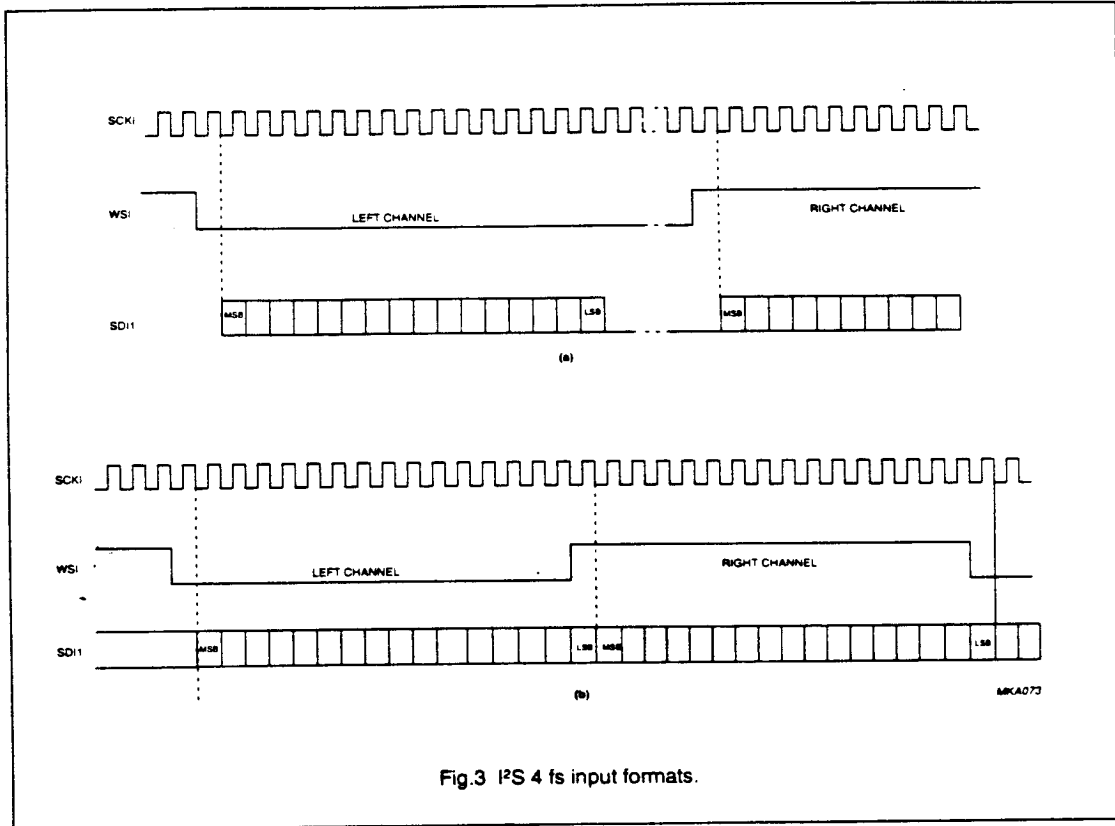 SCKI
WSI
LEFT CHANNEL
RIGHT CHANNEL
SDI1
MSB
LSB
MSB
(a)
SCKI
WSI
LEFT CHANNEL
RIGHT CHANNEL
SDI1
MSB
LSB
MSB
LSB
(b)
MKA073
Fig.3 I²S 4 fs input formats.